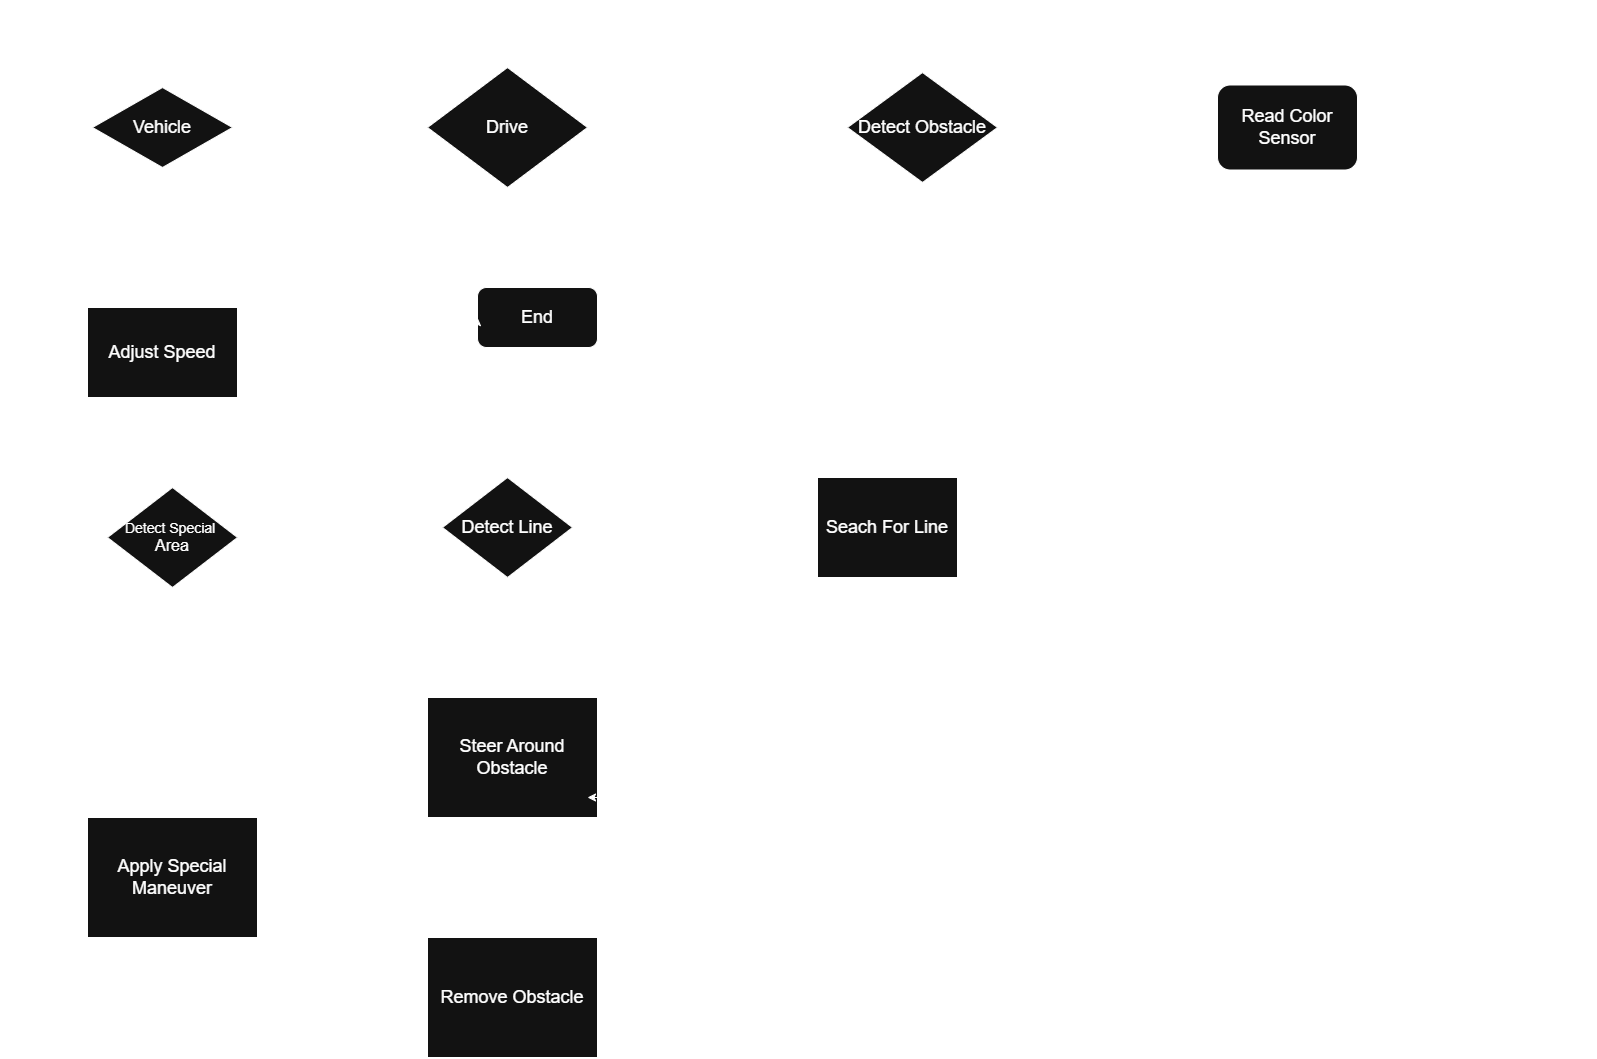 Vehicle
Drive
Detect Obstacle
Read Color
Sensor
Adjust Speed
End
Detect Special
Area
Detect Line
Seach For Line
Steer Around
Obstacle
Apply Special
Maneuver
Remove Obstacle